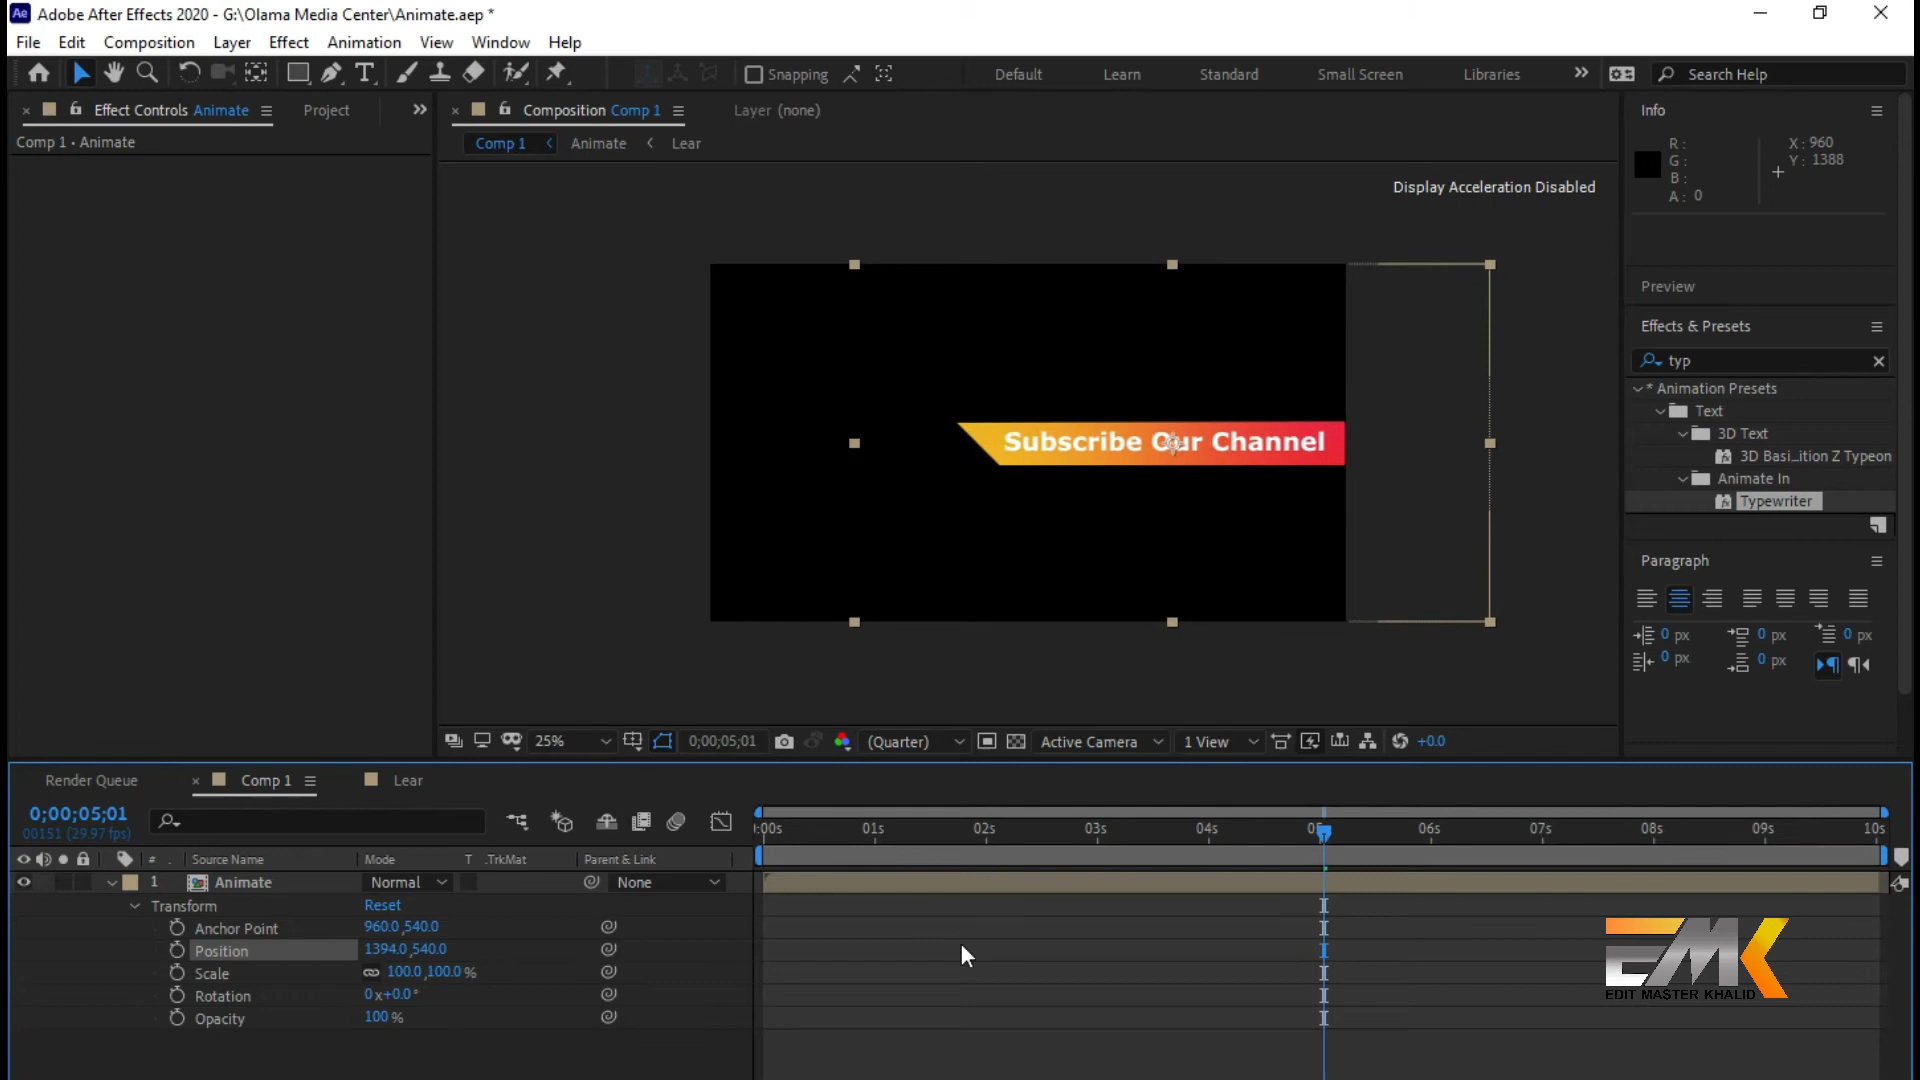 Ae Adobe After Effects 2020 - G:\Olama Media Center\Animate.aep *
File Edit Composition Layer Effect Animation View Window Help
T Snapping Default Learn Standard Small Screen Libraries » Search Help
× Effect Controls Animate Project »
× Composition Comp 1 Layer (none)
Info
Comp 1 • Animate
Comp 1 Animate Lear
R :
G :
B :
A : 0
X : 960
Y : 1388
Display Acceleration Disabled
Preview
Effects & Presets
typ
* Animation Presets
Text
3D Text
3D Basi...ition Z Typeon
Animate In
Typewriter
Subscribe Our Channel
Paragraph
0 px 0 px 0 px
0 px 0 px
25% 0;00;05;01 (Quarter) Active Camera 1 View +0.0
Render Queue × Comp 1 Lear
0;00;05;01
00151 (29.97 fps)
:00s 01s 02s 03s 04s 05s 06s 07s 08s 09s 10s
# . Source Name Mode T .TrkMat Parent & Link
1 Animate Normal None
Transform Reset
Anchor Point 960.0,540.0
Position 1394.0,540.0
Scale 100.0,100.0 %
Rotation 0x+0.0°
Opacity 100 %
EMK
EDIT MASTER KHALID